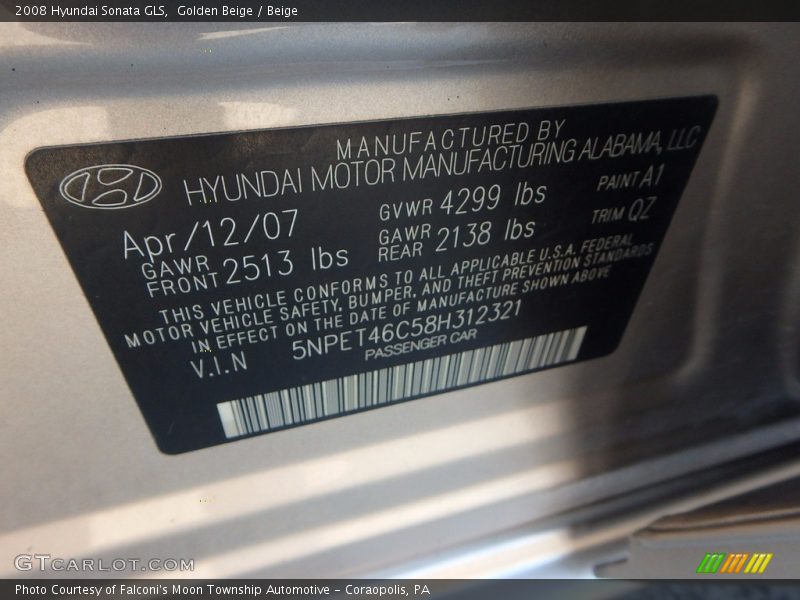 2008 Hyundai Sonata GLS, Golden Beige / Beige
MANUFACTURED BY
HYUNDAI MOTOR MANUFACTURING ALABAMA, LLC
Apr/12/07 GVWR 4299 lbs PAINT A1
GAWR FRONT 2513 lbs GAWR REAR 2138 lbs TRIM QZ
THIS VEHICLE CONFORMS TO ALL APPLICABLE U.S.A. FEDERAL
MOTOR VEHICLE SAFETY, BUMPER, AND THEFT PREVENTION STANDARDS
IN EFFECT ON THE DATE OF MANUFACTURE SHOWN ABOVE
V.I.N 5NPET46C58H312321
PASSENGER CAR
GTCARLOT.COM
Photo Courtesy of Falconi's Moon Township Automotive - Coraopolis, PA